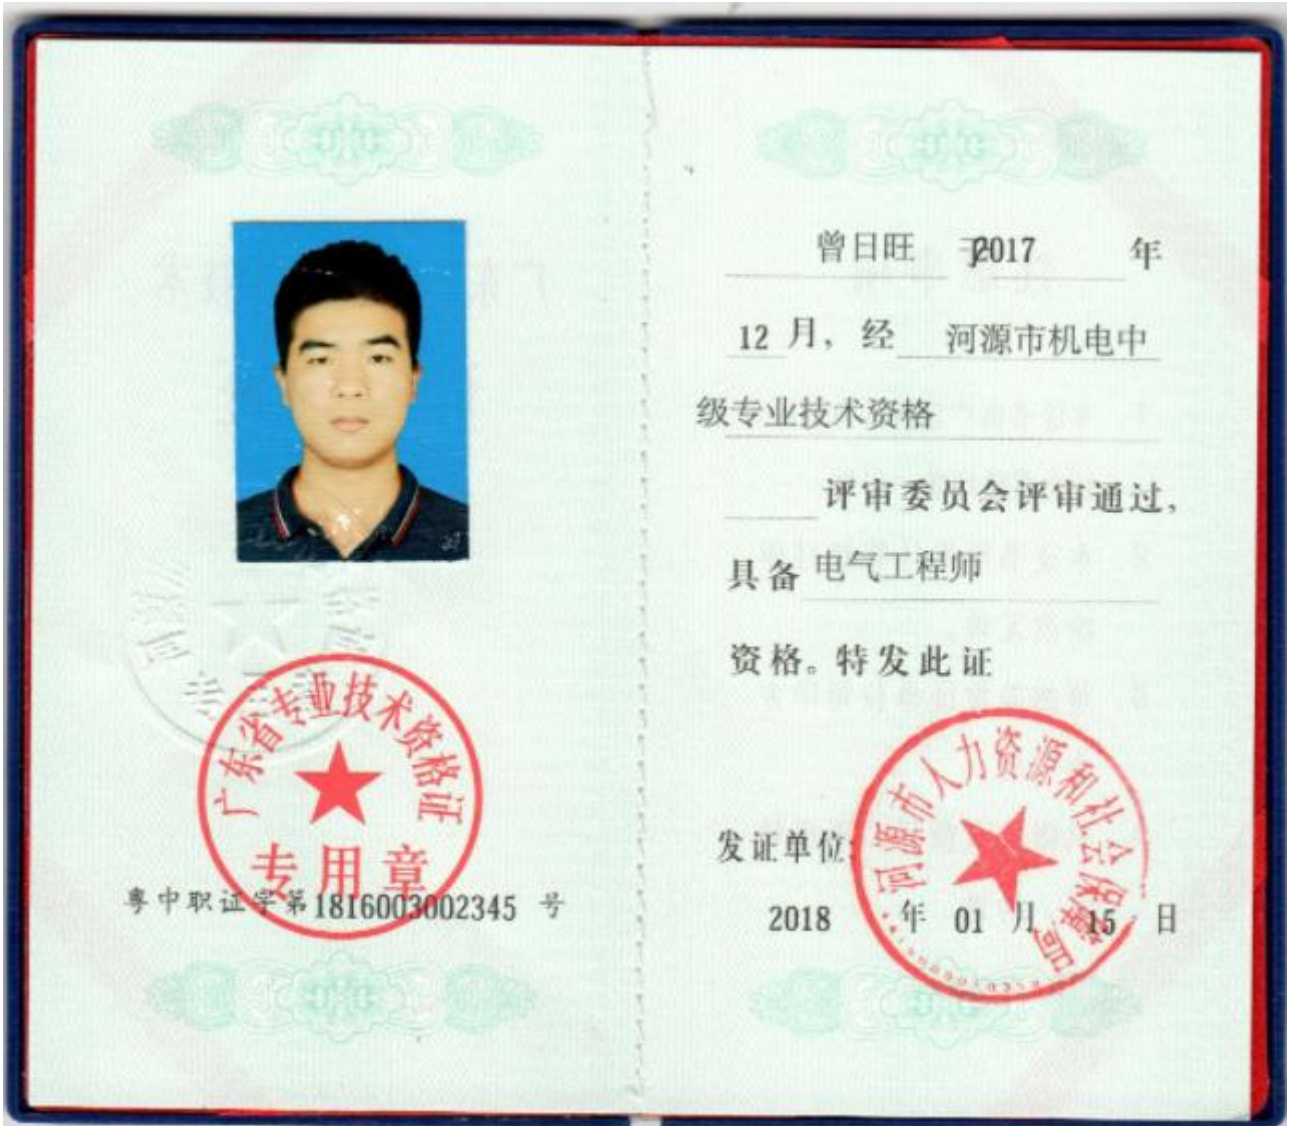 广东省专业技术资格证
专用章
粤中职证字第1816003002345 号
曾日旺 于2017 年
12 月，经 河源市机电中
级专业技术资格
评审委员会评审通过，
具备 电气工程师
资格。特发此证
河源市人力资源和社会保障局
发证单位:
2018 年 01 月 15 日